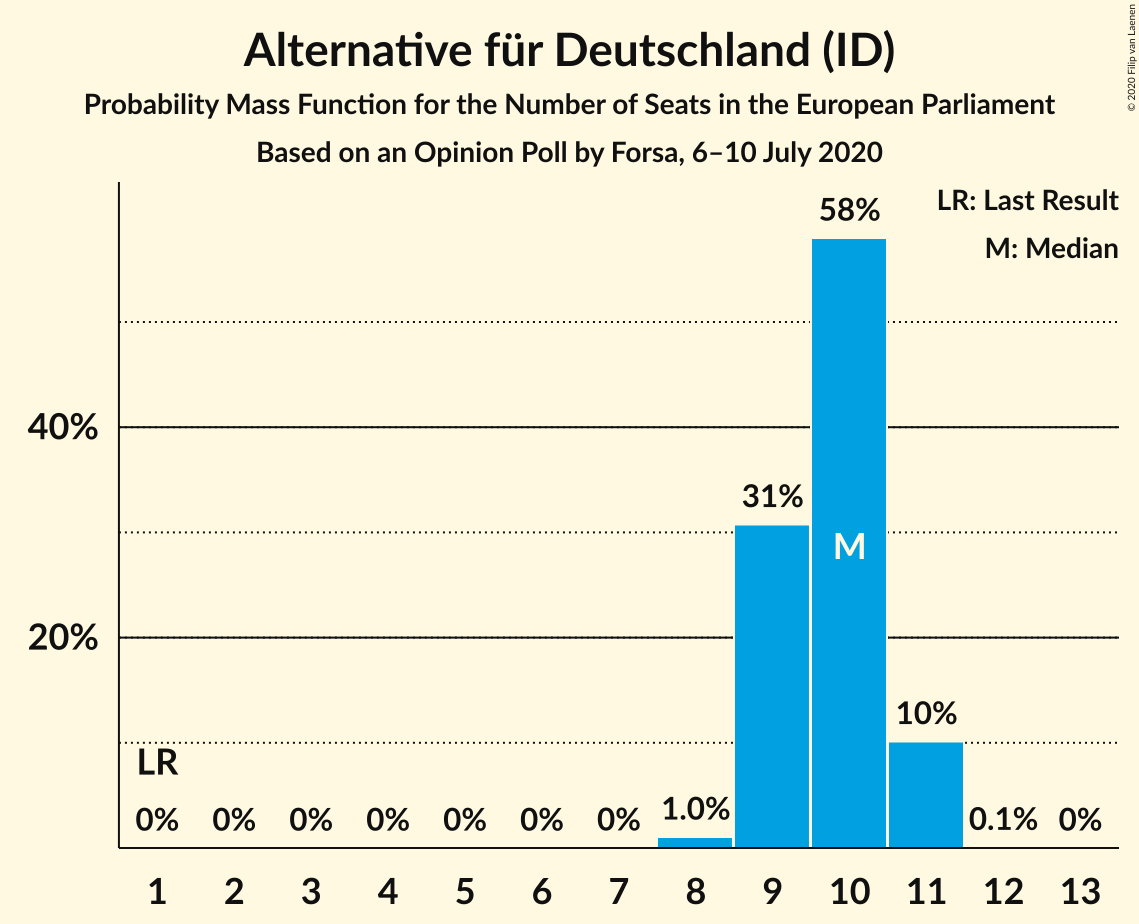 Alternative für Deutschland (ID)
Probability Mass Function for the Number of Seats in the European Parliament
Based on an Opinion Poll by Forsa, 6–10 July 2020
© 2020 Filip van Laenen
LR: Last Result
M: Median
58%
40%
31%
M
20%
10%
LR
0% 0% 0% 0% 0% 0% 0% 1.0% 0.1% 0%
1 2 3 4 5 6 7 8 9 10 11 12 13